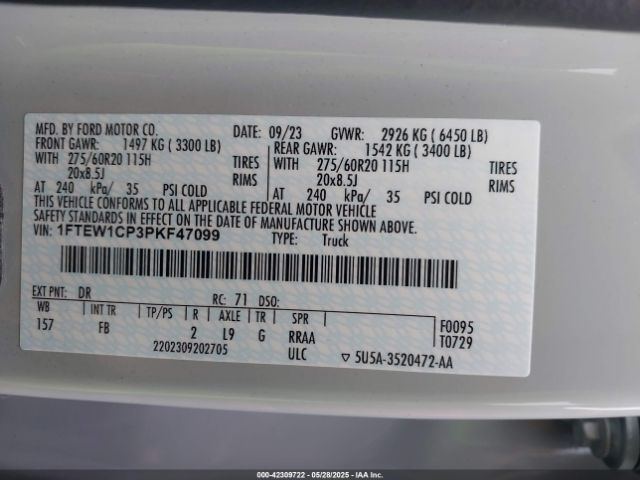 MFD. BY FORD MOTOR CO. DATE: 09/23 GVWR: 2926 KG ( 6450 LB)
FRONT GAWR: 1497 KG ( 3300 LB) REAR GAWR: 1542 KG ( 3400 LB)
WITH 275/60R20 115H TIRES WITH 275/60R20 115H TIRES
20x8.5J RIMS 20x8.5J RIMS
AT 240 kPa/ 35 PSI COLD AT 240 kPa/ 35 PSI COLD
THIS VEHICLE CONFORMS TO ALL APPLICABLE FEDERAL MOTOR VEHICLE
SAFETY STANDARDS IN EFFECT ON THE DATE OF MANUFACTURE SHOWN ABOVE.
VIN: 1FTEW1CP3PKF47099 TYPE: Truck
EXT PNT: DR RC: 71 DSO:
WB INT TR TP/PS R AXLE TR SPR F0095
157 FB 2 L9 G RRAA T0729
2202309202705 ULC ▽ 5U5A-3520472-AA
000-42309722 - 05/28/2025 - IAAI Inc.